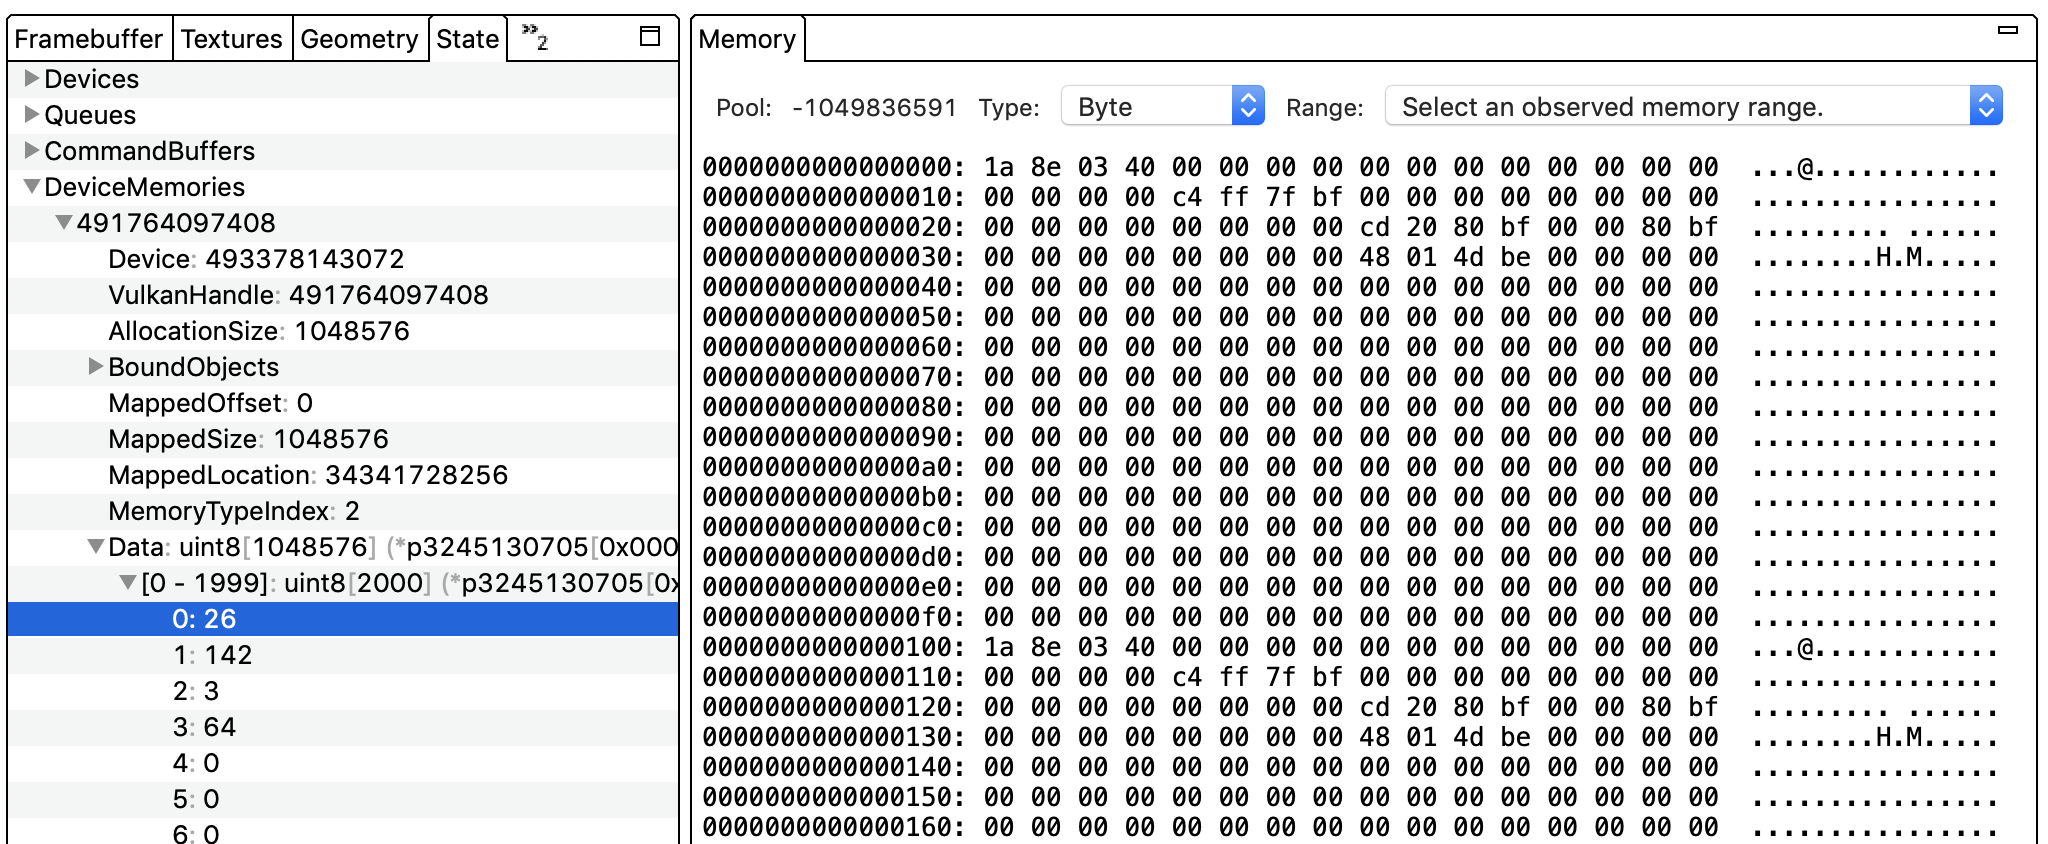 Framebuffer Textures Geometry State »2
Devices
Queues
CommandBuffers
DeviceMemories
491764097408
Device: 493378143072
VulkanHandle: 491764097408
AllocationSize: 1048576
BoundObjects
MappedOffset: 0
MappedSize: 1048576
MappedLocation: 34341728256
MemoryTypeIndex: 2
Data: uint8[1048576] (*p3245130705[0x000
[0 - 1999]: uint8[2000] (*p3245130705[0x
0: 26
1: 142
2: 3
3: 64
4: 0
5: 0
6: 0
Memory
Pool: -1049836591 Type: Byte Range: Select an observed memory range.
0000000000000000: 1a 8e 03 40 00 00 00 00 00 00 00 00 00 00 00 00 ...@............
0000000000000010: 00 00 00 00 c4 ff 7f bf 00 00 00 00 00 00 00 00 ................
0000000000000020: 00 00 00 00 00 00 00 00 cd 20 80 bf 00 00 80 bf ......... ......
0000000000000030: 00 00 00 00 00 00 00 00 48 01 4d be 00 00 00 00 ........H.M.....
0000000000000040: 00 00 00 00 00 00 00 00 00 00 00 00 00 00 00 00 ................
0000000000000050: 00 00 00 00 00 00 00 00 00 00 00 00 00 00 00 00 ................
0000000000000060: 00 00 00 00 00 00 00 00 00 00 00 00 00 00 00 00 ................
0000000000000070: 00 00 00 00 00 00 00 00 00 00 00 00 00 00 00 00 ................
0000000000000080: 00 00 00 00 00 00 00 00 00 00 00 00 00 00 00 00 ................
0000000000000090: 00 00 00 00 00 00 00 00 00 00 00 00 00 00 00 00 ................
00000000000000a0: 00 00 00 00 00 00 00 00 00 00 00 00 00 00 00 00 ................
00000000000000b0: 00 00 00 00 00 00 00 00 00 00 00 00 00 00 00 00 ................
00000000000000c0: 00 00 00 00 00 00 00 00 00 00 00 00 00 00 00 00 ................
00000000000000d0: 00 00 00 00 00 00 00 00 00 00 00 00 00 00 00 00 ................
00000000000000e0: 00 00 00 00 00 00 00 00 00 00 00 00 00 00 00 00 ................
00000000000000f0: 00 00 00 00 00 00 00 00 00 00 00 00 00 00 00 00 ................
0000000000000100: 1a 8e 03 40 00 00 00 00 00 00 00 00 00 00 00 00 ...@............
0000000000000110: 00 00 00 00 c4 ff 7f bf 00 00 00 00 00 00 00 00 ................
0000000000000120: 00 00 00 00 00 00 00 00 cd 20 80 bf 00 00 80 bf ......... ......
0000000000000130: 00 00 00 00 00 00 00 00 48 01 4d be 00 00 00 00 ........H.M.....
0000000000000140: 00 00 00 00 00 00 00 00 00 00 00 00 00 00 00 00 ................
0000000000000150: 00 00 00 00 00 00 00 00 00 00 00 00 00 00 00 00 ................
0000000000000160: 00 00 00 00 00 00 00 00 00 00 00 00 00 00 00 00 ................